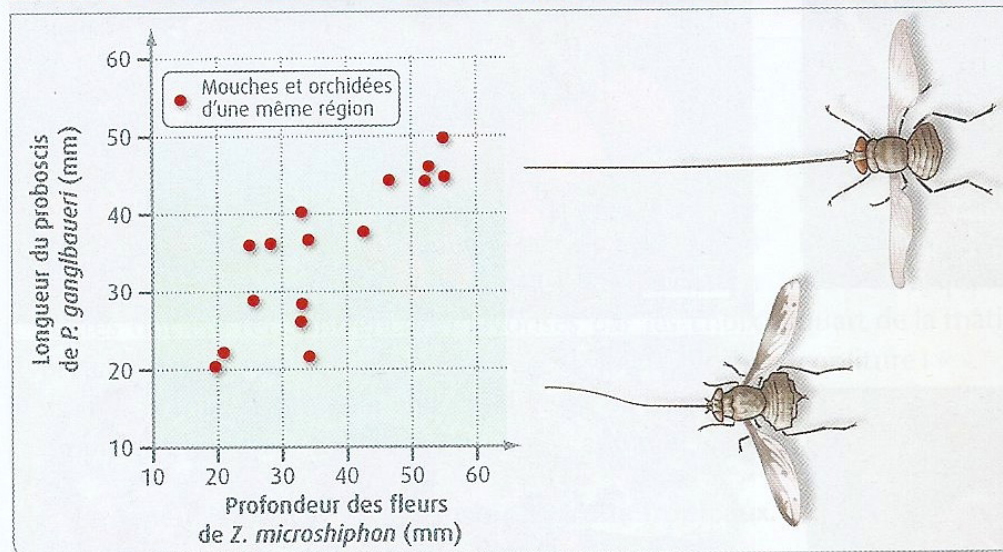 60
50
40
30
20
10
Longueur du proboscis
de P. ganglbaueri (mm)
Mouches et orchidées
d'une même région
10 20 30 40 50 60
Profondeur des fleurs
de Z. microshiphon (mm)